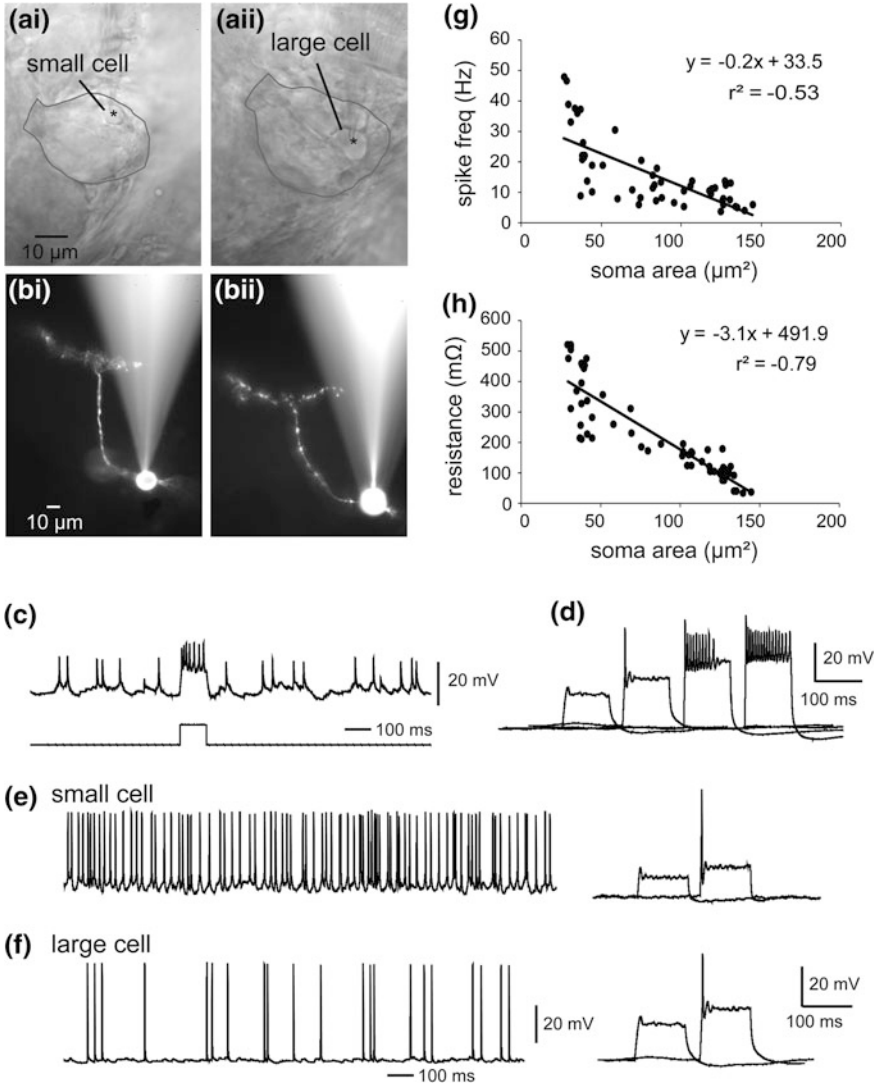 (ai)
small cell
*
10 µm
(aii)
large cell
*
(bi)
10 µm
(bii)
(g)
y = -0.2x + 33.5
r² = -0.53
spike freq (Hz)
60
50
40
30
20
10
0
0
50
100
150
200
soma area (µm²)
(h)
y = -3.1x + 491.9
r² = -0.79
resistance (mΩ)
600
500
400
300
200
100
0
0
50
100
150
200
soma area (µm²)
(c)
20 mV
100 ms
(d)
20 mV
100 ms
(e) small cell
(f) large cell
20 mV
100 ms
20 mV
100 ms